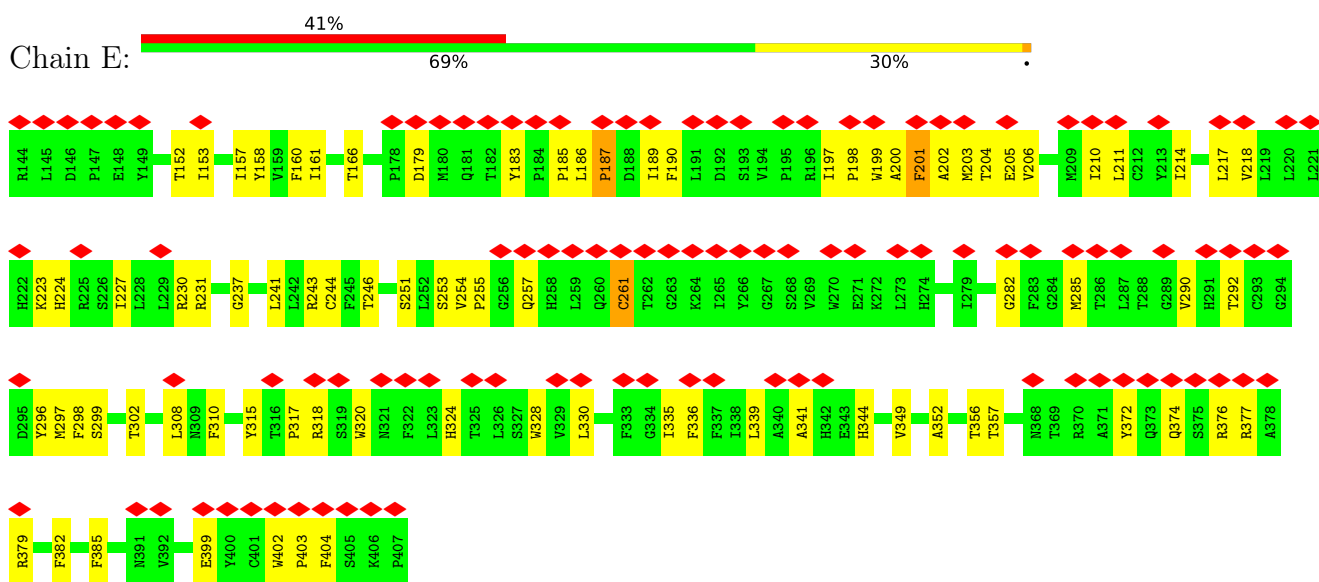 41%
Chain E:
69% 30% •
R144 L145 D146 P147 E148 Y149 T152 I153 I157 Y158 V159 F160 I161 T166 P178 D179 M180 Q181 T182 Y183 P184 P185 L186 P187 D188 I189 F190 L191 D192 S193 V194 P195 R196 I197 P198 W199 A200 F201 A202 M203 T204 E205 V206 M209 I210 L211 C212 Y213 I214 L217 V218 L219 L220 L221
H222 K223 H224 R225 S226 I227 L228 L229 R230 R231 G237 L241 L242 R243 C244 F245 T246 S251 L252 S253 V254 P255 G256 Q257 H258 L259 Q260 C261 T262 G263 K264 I265 Y266 G267 S268 V269 W270 E271 K272 L273 H274 I279 G282 F283 G284 M285 T286 L287 T288 G289 V290 H291 T292 C293 G294
D295 Y296 M297 F298 S299 T302 L308 N309 F310 Y315 T316 P317 R318 S319 W320 N321 F322 L323 H324 T325 L326 S327 W328 V329 L330 F333 G334 I335 F336 F337 I338 L339 A340 A341 H342 E343 H344 V349 A352 T356 T357 N368 T369 R370 A371 Y372 Q373 Q374 S375 R376 R377 A378
R379 F382 F385 N391 V392 E399 Y400 C401 W402 P403 F404 S405 K406 P407